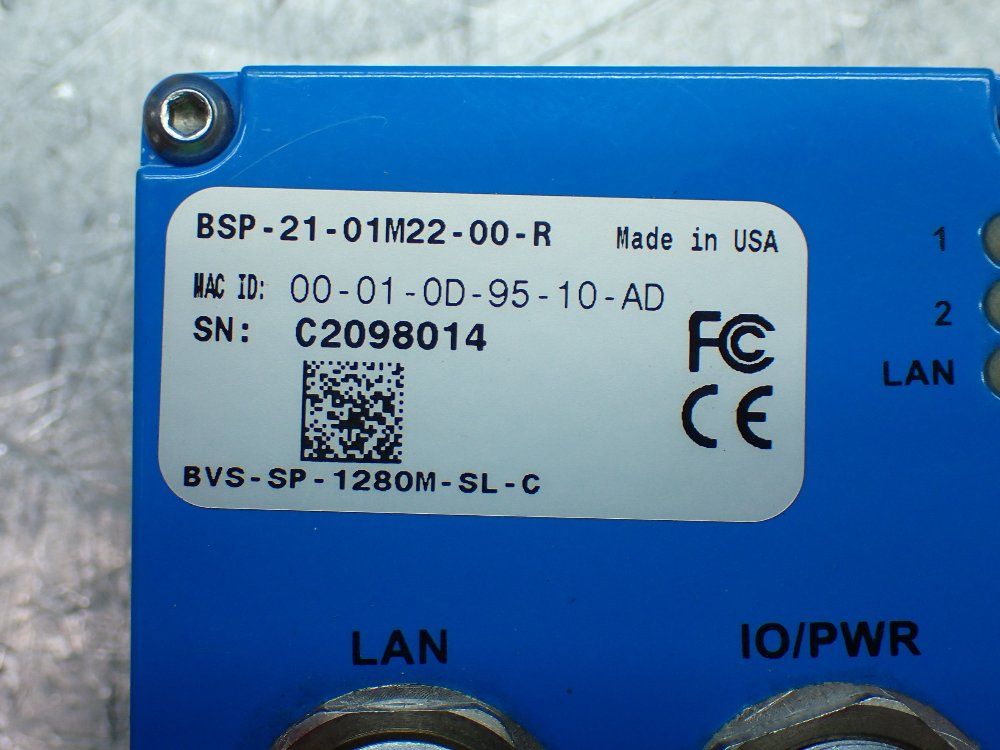 BSP-21-01M22-00-R Made in USA
MAC ID: 00-01-0D-95-10-AD
SN: C2098014
FC
CE
BVS-SP-1280M-SL-C
1
2
LAN
LAN
IO/PWR